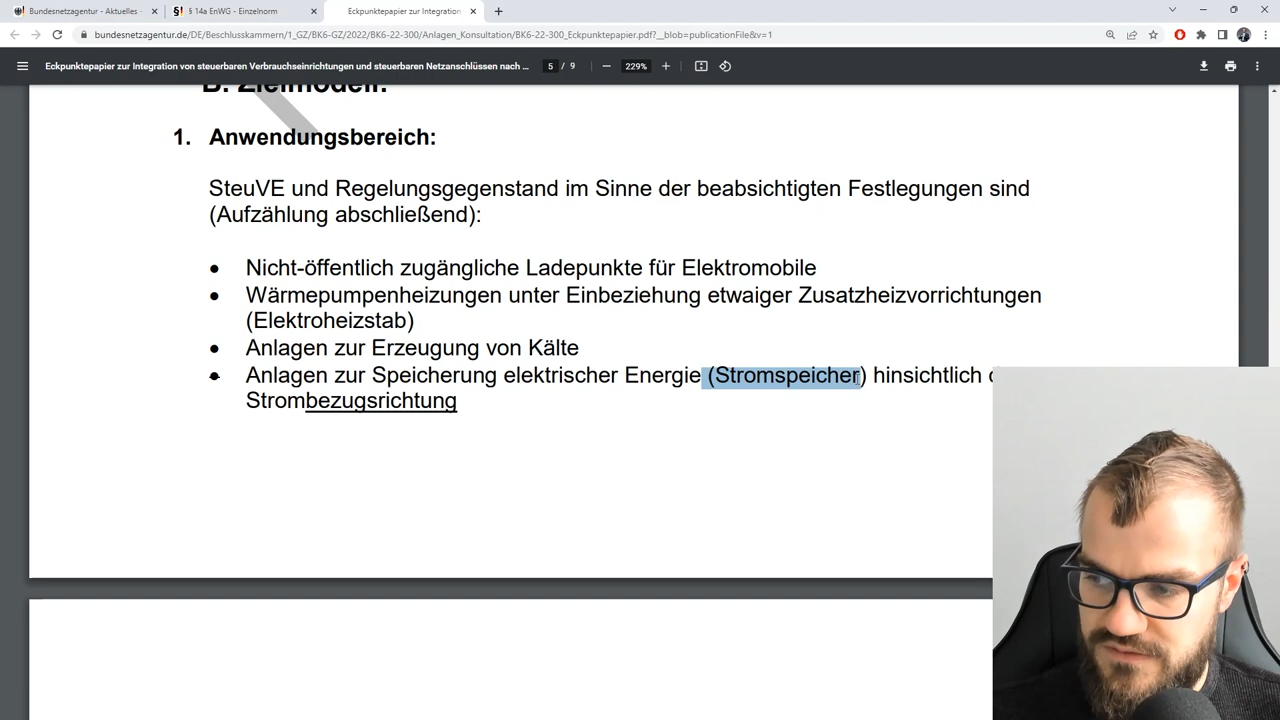 Bundesnetzagentur - Aktuelles -
§ 14a EnWG - Einzelnorm
Eckpunktepapier zur Integration
bundesnetzagentur.de/DE/Beschlusskammern/1_GZ/BK6-GZ/2022/BK6-22-300/Anlagen_Konsultation/BK6-22-300_Eckpunktepapier.pdf?__blob=publicationFile&v=1
Eckpunktepapier zur Integration von steuerbaren Verbrauchseinrichtungen und steuerbaren Netzanschlüssen nach ...
5 / 9
229%
B. Zielmodell:
1. Anwendungsbereich:
SteuVE und Regelungsgegenstand im Sinne der beabsichtigten Festlegungen sind
(Aufzählung abschließend):
• Nicht-öffentlich zugängliche Ladepunkte für Elektromobile
• Wärmepumpenheizungen unter Einbeziehung etwaiger Zusatzheizvorrichtungen
(Elektroheizstab)
• Anlagen zur Erzeugung von Kälte
• Anlagen zur Speicherung elektrischer Energie (Stromspeicher) hinsichtlich
Strombezugsrichtung